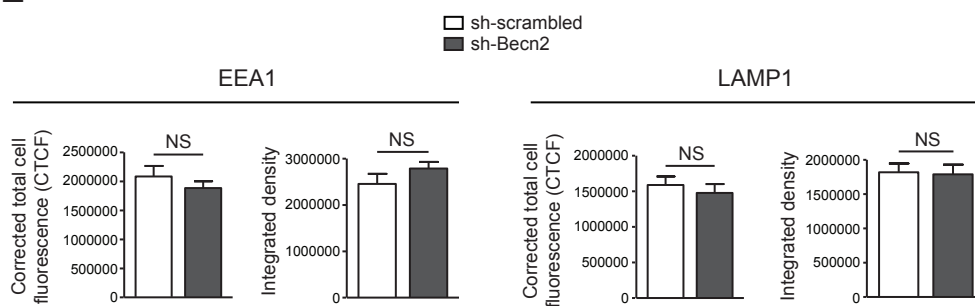 sh-scrambled
sh-Becn2
EEA1
LAMP1
Corrected total cell
fluorescence (CTCF)
2500000
2000000
1500000
1000000
500000
0
NS
Integrated density
3000000
2000000
1000000
0
NS
Corrected total cell
fluorescence (CTCF)
2000000
1500000
1000000
500000
0
NS
Integrated density
2000000
1500000
1000000
500000
0
NS